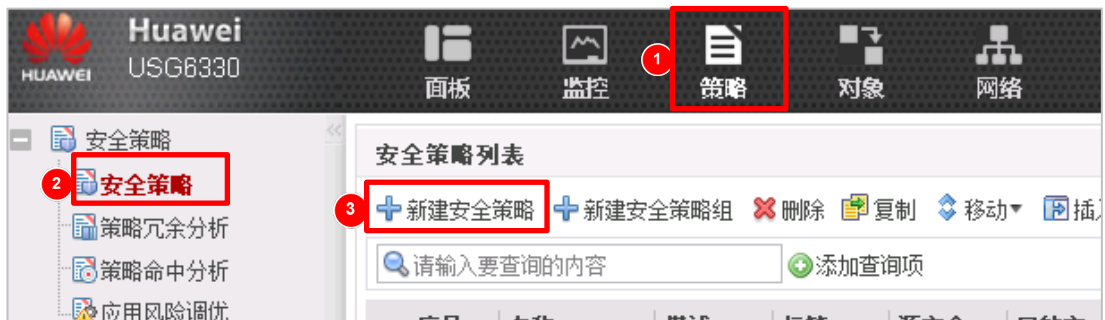 HUAWEI
Huawei
USG6330
面板
监控
1
策略
对象
网络
安全策略
2
安全策略
策略冗余分析
策略命中分析
应用风险调优
安全策略列表
3
新建安全策略 新建安全策略组 删除 复制 移动 插入
请输入要查询的内容 添加查询项